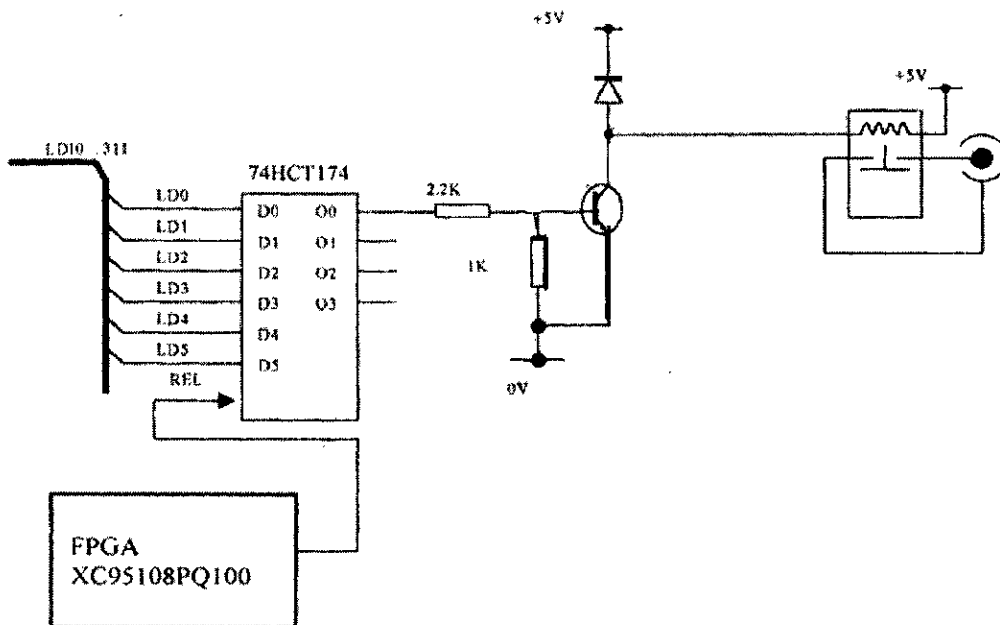 +5V
+5V
LD[0..31]
74HCT174
2.2K
LD0
D0
O0
LD1
D1
O1
LD2
D2
O2
1K
LD3
D3
O3
LD4
D4
LD5
D5
REL
0V
FPGA
XC95108PQ100